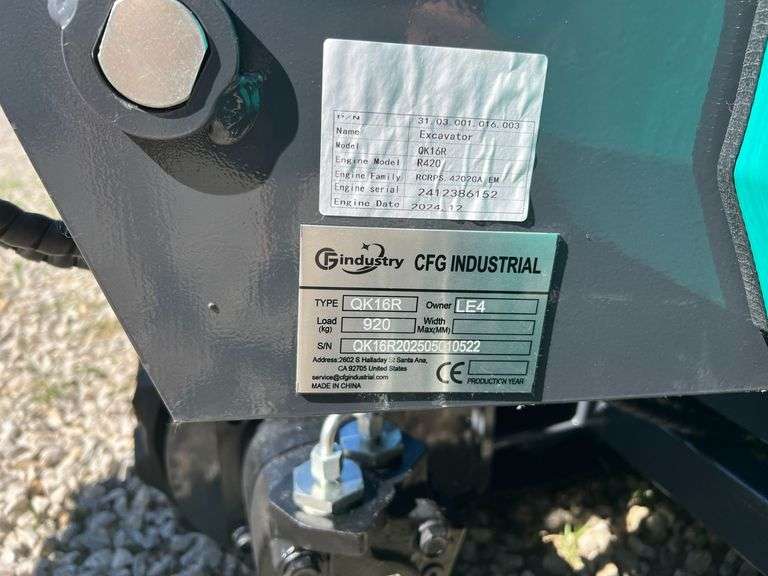 P/N 31.03.001.016.003
Name Excavator
Model QK16R
Engine Model R420
Engine Family RCRPS.4202GA.EM
Engine serial 2412386152
Engine Date 2024.12
CFGindustry CFG INDUSTRIAL
TYPE QK16R Owner LE4
Load (kg) 920 Width Max(MM)
S/N QK16R202505010522
Address:2602 S Halladay St Santa Ana,
CA 92705 United States
service@cfgindustrial.com
MADE IN CHINA
CE PRODUCTION YEAR